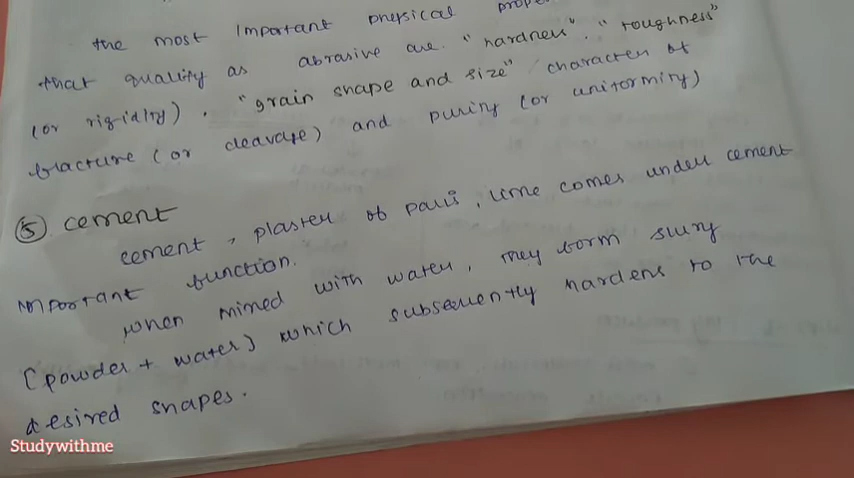 the most Important physical
that quality as abrasive are "hardness". "toughness"
(or rigidity). "grain shape and size" character of
fracture (or cleavage) and purity (or uniformity)
⑤ cement
cement, plaster of paris, lime comes under cement
Important function.
When mixed with water, They form slury
[powder + water] which subsequently hardens to the
desired shapes.
Studywithme